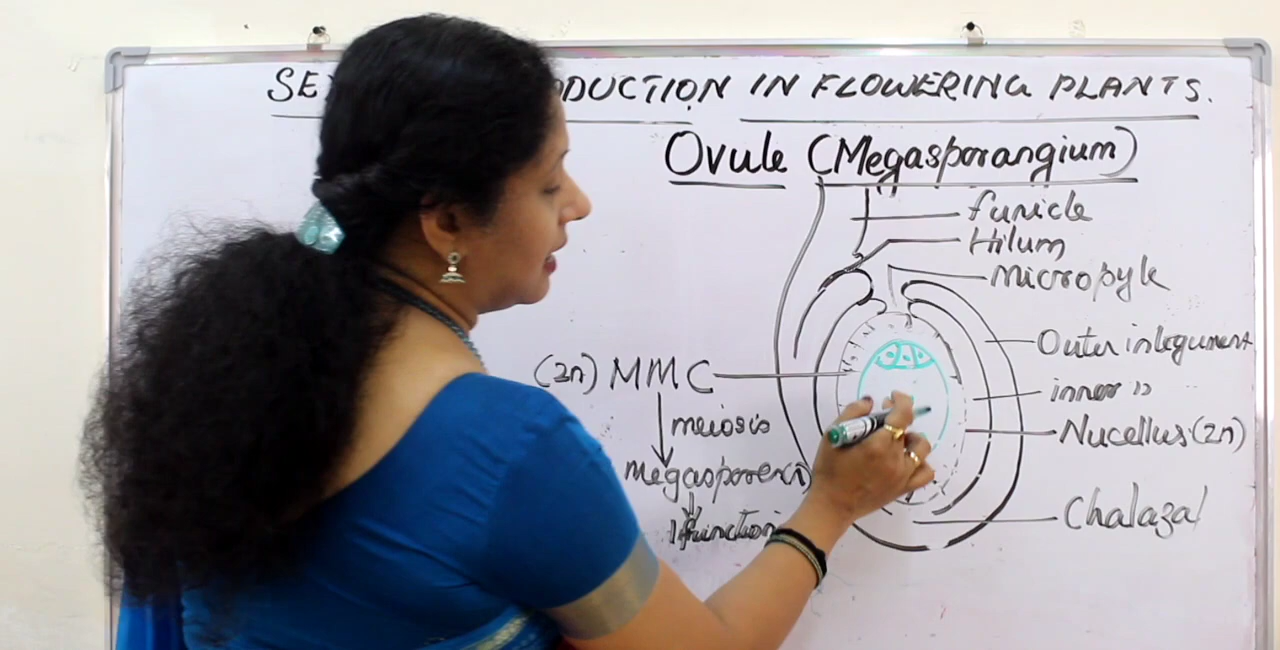 SE ODUCTION IN FLOWERING PLANTS.
Ovule (Megasporangium)
funicle
Hilum
Micropyle
Outer integument
(2n) MMC
inner "
meiosis
Nucellus (2n)
Chalazal